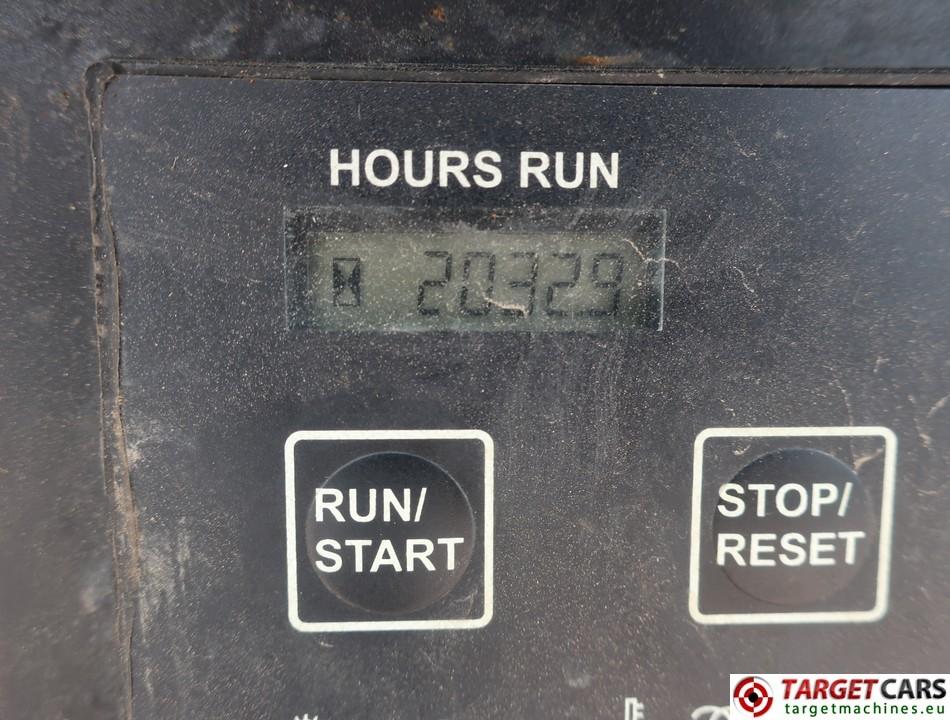 HOURS RUN
20329
RUN/
START
STOP/
RESET
TARGET CARS
targetmachines.eu